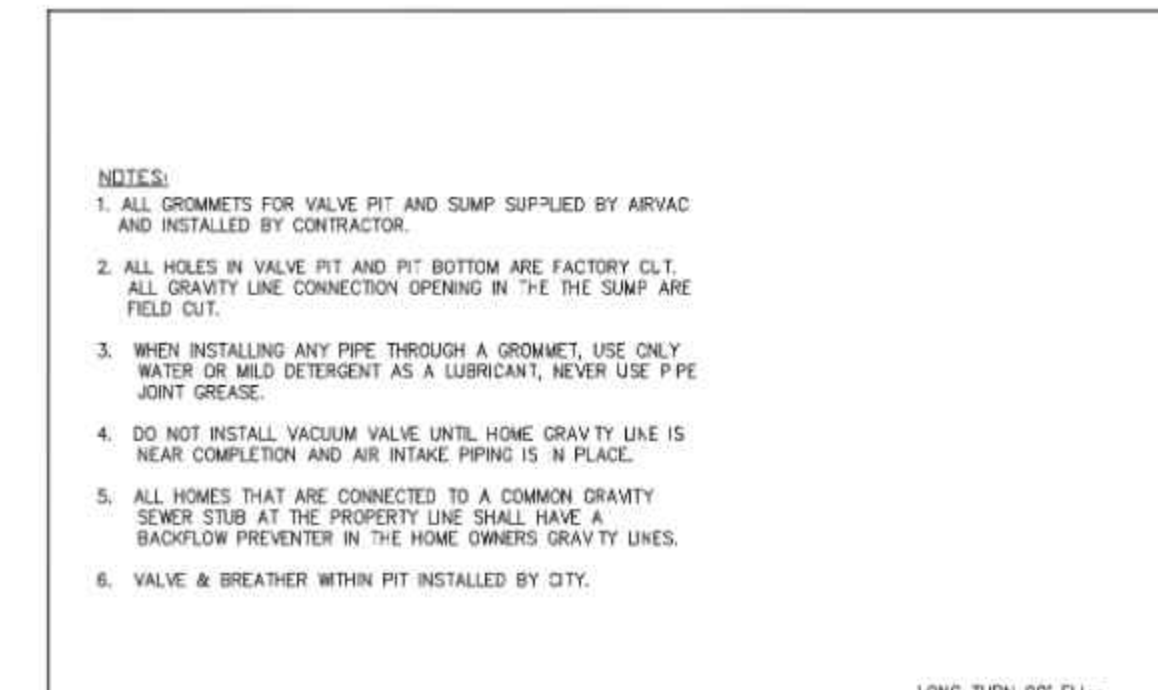 NOTES:
1. ALL GROMMETS FOR VALVE PIT AND SUMP SUPPLIED BY AIRVAC
AND INSTALLED BY CONTRACTOR.
2. ALL HOLES IN VALVE PIT AND PIT BOTTOM ARE FACTORY CUT.
ALL GRAVITY LINE CONNECTION OPENING IN THE THE SUMP ARE
FIELD CUT.
3. WHEN INSTALLING ANY PIPE THROUGH A GROMMET, USE ONLY
WATER OR MILD DETERGENT AS A LUBRICANT, NEVER USE PIPE
JOINT GREASE.
4. DO NOT INSTALL VACUUM VALVE UNTIL HOME GRAVITY LINE IS
NEAR COMPLETION AND AIR INTAKE PIPING IS IN PLACE.
5. ALL HOMES THAT ARE CONNECTED TO A COMMON GRAVITY
SEWER STUB AT THE PROPERTY LINE SHALL HAVE A
BACKFLOW PREVENTER IN THE HOME OWNERS GRAVITY LINES.
6. VALVE & BREATHER WITHIN PIT INSTALLED BY CITY.
LONG TURN 90°